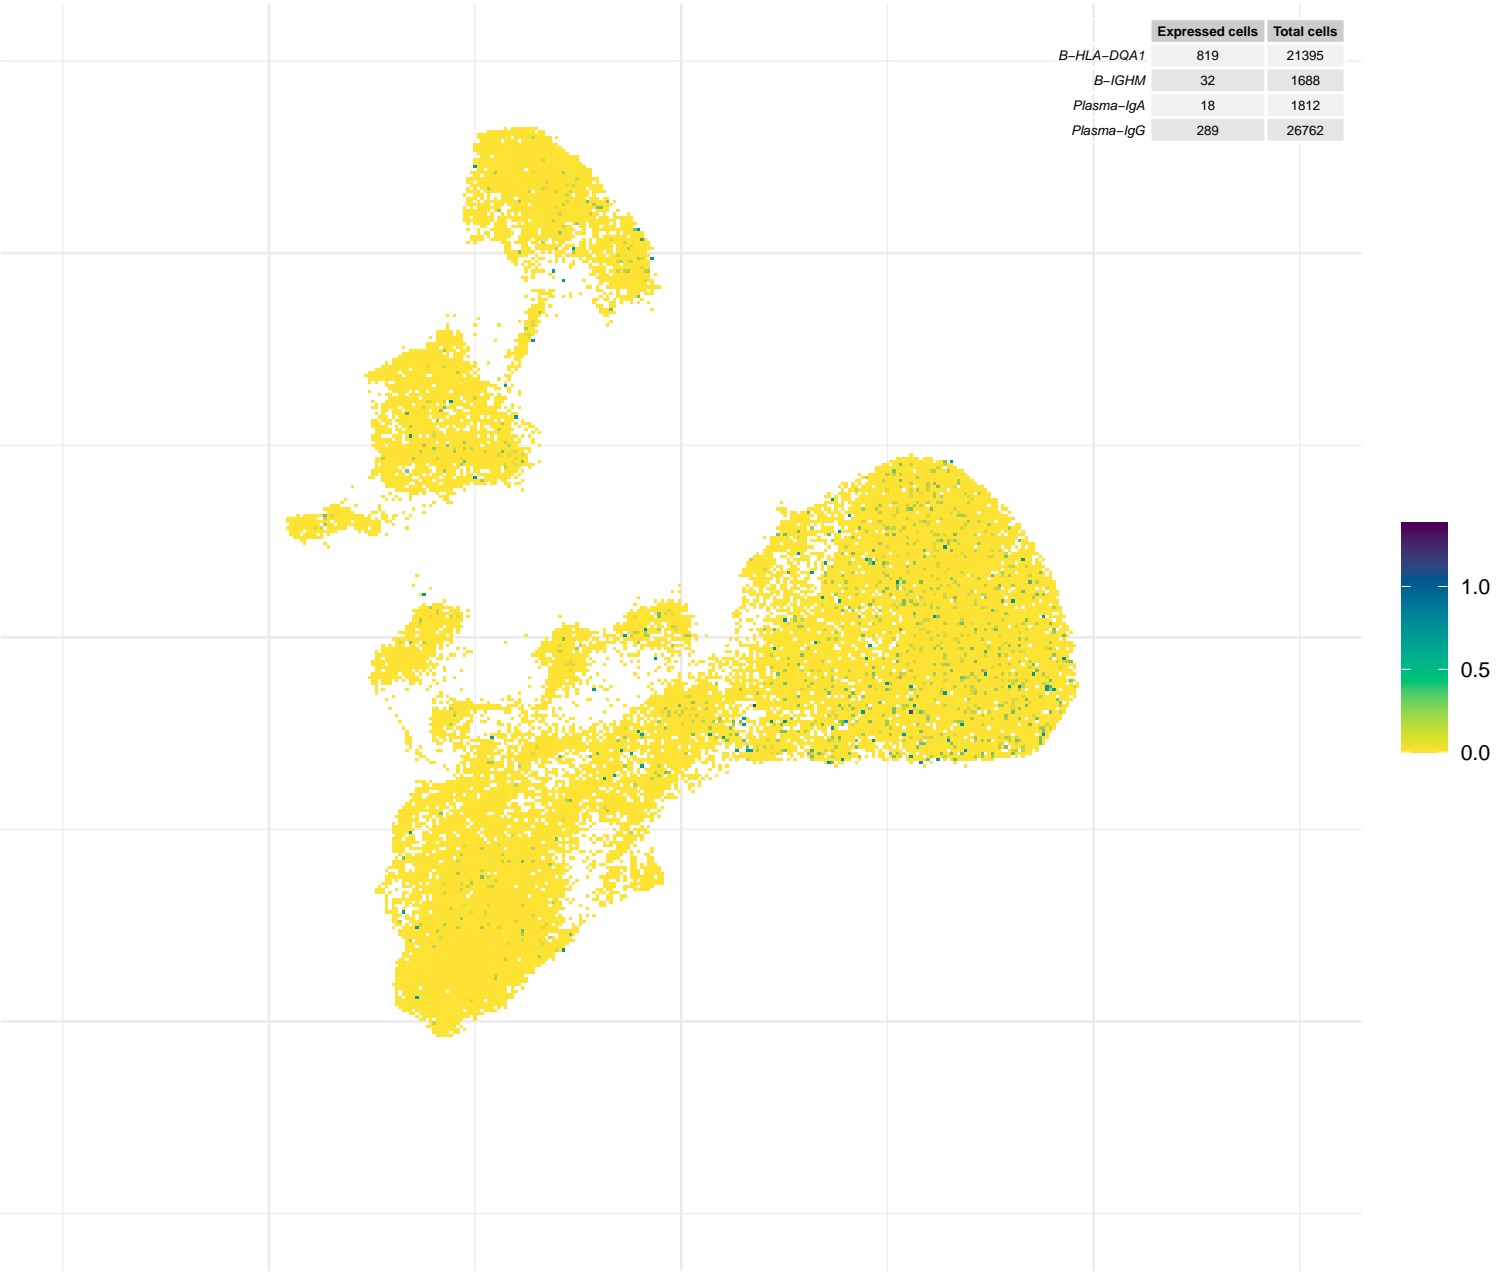 Expressed cells Total cells
B−HLA−DQA1 819 21395
B−IGHM 32 1688
Plasma−IgA 18 1812
Plasma−IgG 289 26762
1.0
0.5
0.0